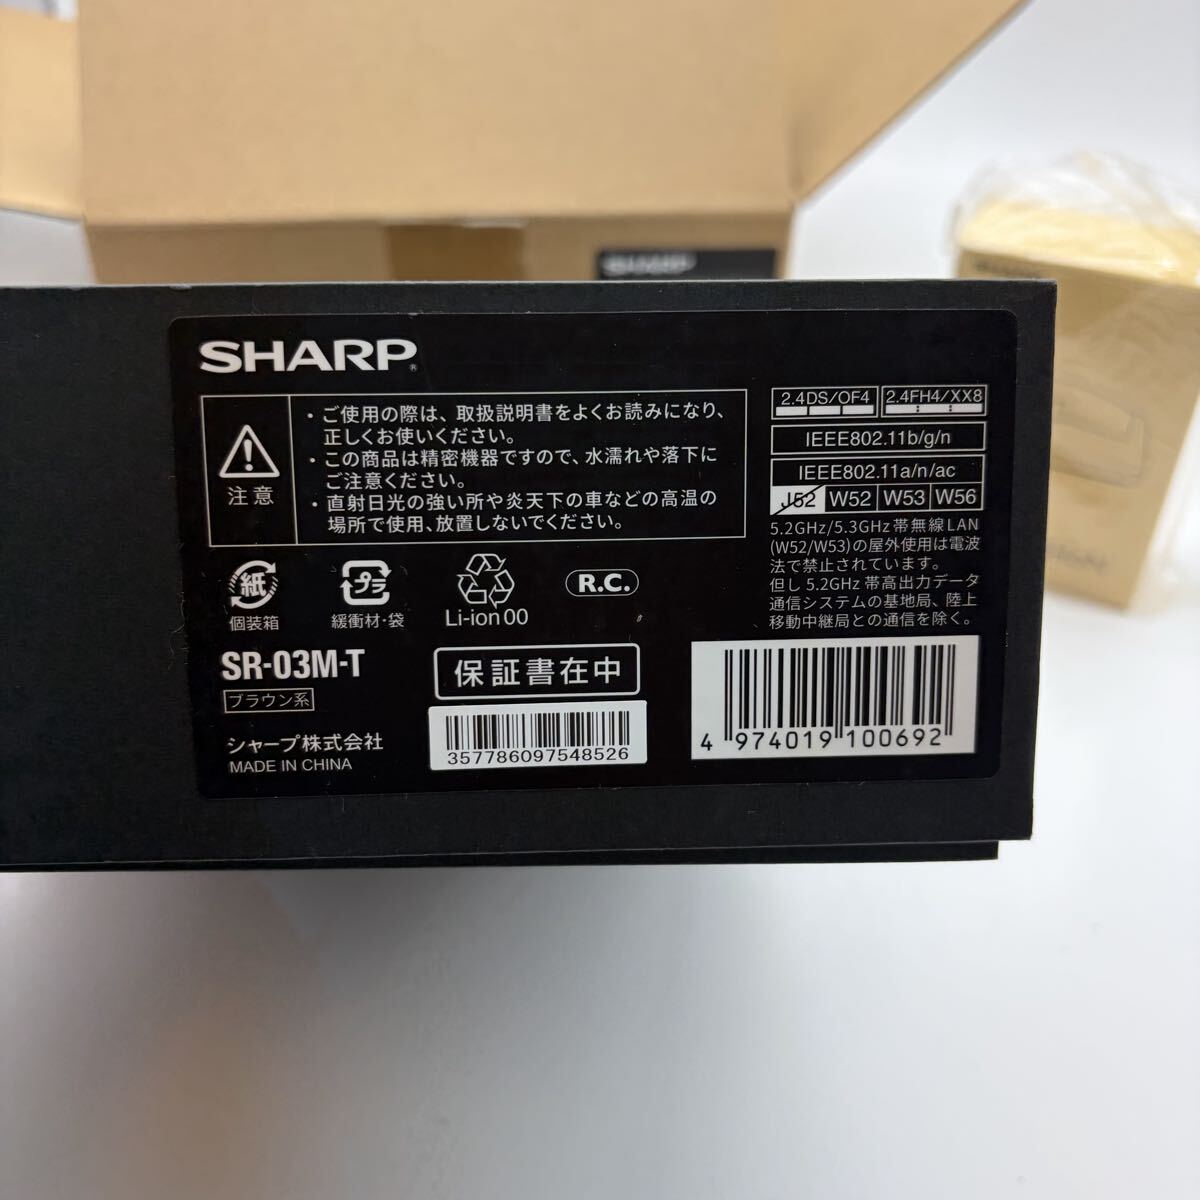 SHARP
注意
・ご使用の際は、取扱説明書をよくお読みになり、
正しくお使いください。
・この商品は精密機器ですので、水濡れや落下に
ご注意ください。
・直射日光の強い所や炎天下の車などの高温の
場所で使用、放置しないでください。
2.4DS/OF4 2.4FH4/XX8
IEEE802.11b/g/n
IEEE802.11a/n/ac
J52 W52 W53 W56
5.2GHz/5.3GHz帯無線LAN
(W52/W53)の屋外使用は電波
法で禁止されています。
但し5.2GHz帯高出力データ
通信システムの基地局、陸上
移動中継局との通信を除く。
紙
個装箱
プラ
緩衝材・袋
Li-ion 00
R.C.
SR-03M-T
ブラウン系
保証書在中
シャープ株式会社
MADE IN CHINA
357786097548526
4 974019 100692